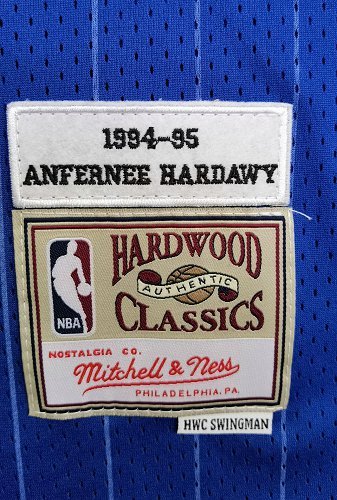 1994-95
ANFERNEE HARDAWY
NBA
HARDWOOD
AUTHENTIC
CLASSICS
NOSTALGIA CO.
Mitchell & Ness
PHILADELPHIA.PA.
HWC SWINGMAN